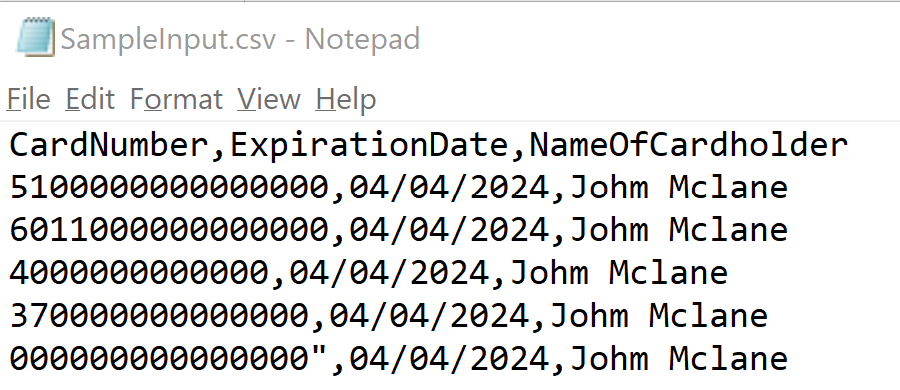 SampleInput.csv - Notepad
File Edit Format View Help
CardNumber,ExpirationDate,NameOfCardholder
5100000000000000,04/04/2024,Johm Mclane
6011000000000000,04/04/2024,Johm Mclane
4000000000000,04/04/2024,Johm Mclane
370000000000000,04/04/2024,Johm Mclane
000000000000000",04/04/2024,Johm Mclane